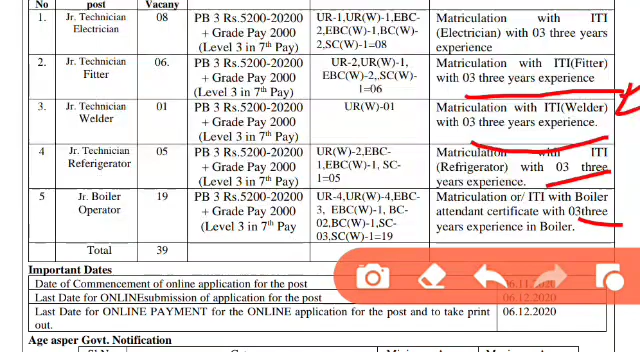 No post Vacany
1. Jr. Technician 08 PB 3 Rs.5200-20200 UR-1,UR(W)-1,EBC- Matriculation with ITI
Electrician + Grade Pay 2000 2,EBC(W)-1,BC(W)- (Electrician) with 03 three years
(Level 3 in 7th Pay) 2,SC(W)-1=08 experience
2. Jr. Technician 06. PB 3 Rs.5200-20200 UR-2,UR(W)-1, Matriculation with ITI(Fitter)
Fitter + Grade Pay 2000 EBC(W)-2,.SC(W)- with 03 three years experience
(Level 3 in 7th Pay) 1=06
3. Jr. Technician 01 PB 3 Rs.5200-20200 UR(W)-01 Matriculation with ITI(Welder)
Welder + Grade Pay 2000 with 03 three years experience.
(Level 3 in 7th Pay)
4 Jr. Technician 05 PB 3 Rs.5200-20200 UR(W)-2,EBC- Matriculation with ITI
Referigerator + Grade Pay 2000 1,EBC(W)-1, SC- (Refrigerator) with 03 three
(Level 3 in 7th Pay) 1=05 years experience.
5 Jr. Boiler 19 PB 3 Rs.5200-20200 UR-4,UR(W)-4,EBC- Matriculation or/ ITI with Boiler
Operator + Grade Pay 2000 3, EBC(W)-1, BC- attendant certificate with 03three
(Level 3 in 7th Pay 02,BC(W)-1,SC- years experience in Boiler.
03,SC(W)-1=19
Total 39
Important Dates
Date of Commencement of online application for the post 06.11.2020
Last Date for ONLINEsubmission of application for the post 06.12.2020
Last Date for ONLINE PAYMENT for the ONLINE application for the post and to take print 06.12.2020
out.
Age asper Govt. Notification